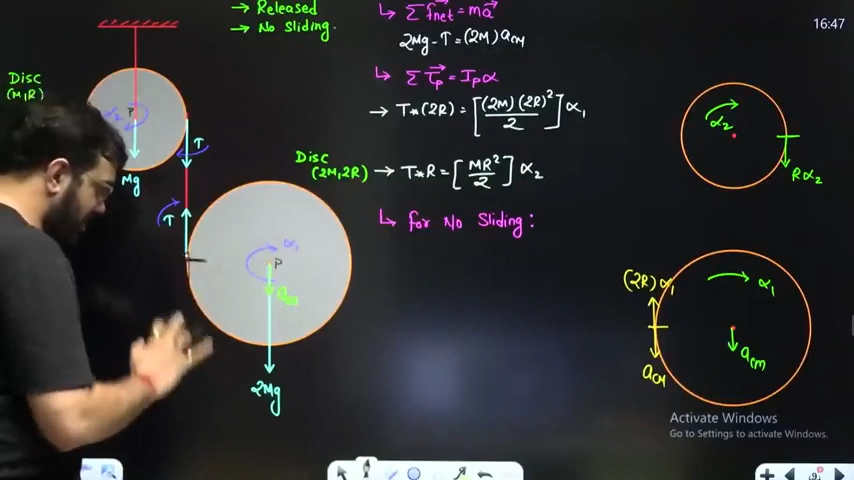 → Released
→ No Sliding.
↳ Σ f⃗net = ma⃗
2Mg - T = (2M) aCM
16:47
Disc
(M,R)
↳ Σ τ⃗p = Ipα
→ T*(2R) = [(2M)(2R)²/2] α1
P
α2
T
Mg
Disc
(2M, 2R)
→ T*R = [MR²/2] α2
α2
Rα2
T
↳ for No Sliding:
α1
P
2Mg
(2R)α1
α1
aCM
aCM
Activate Windows
Go to Settings to activate Windows.